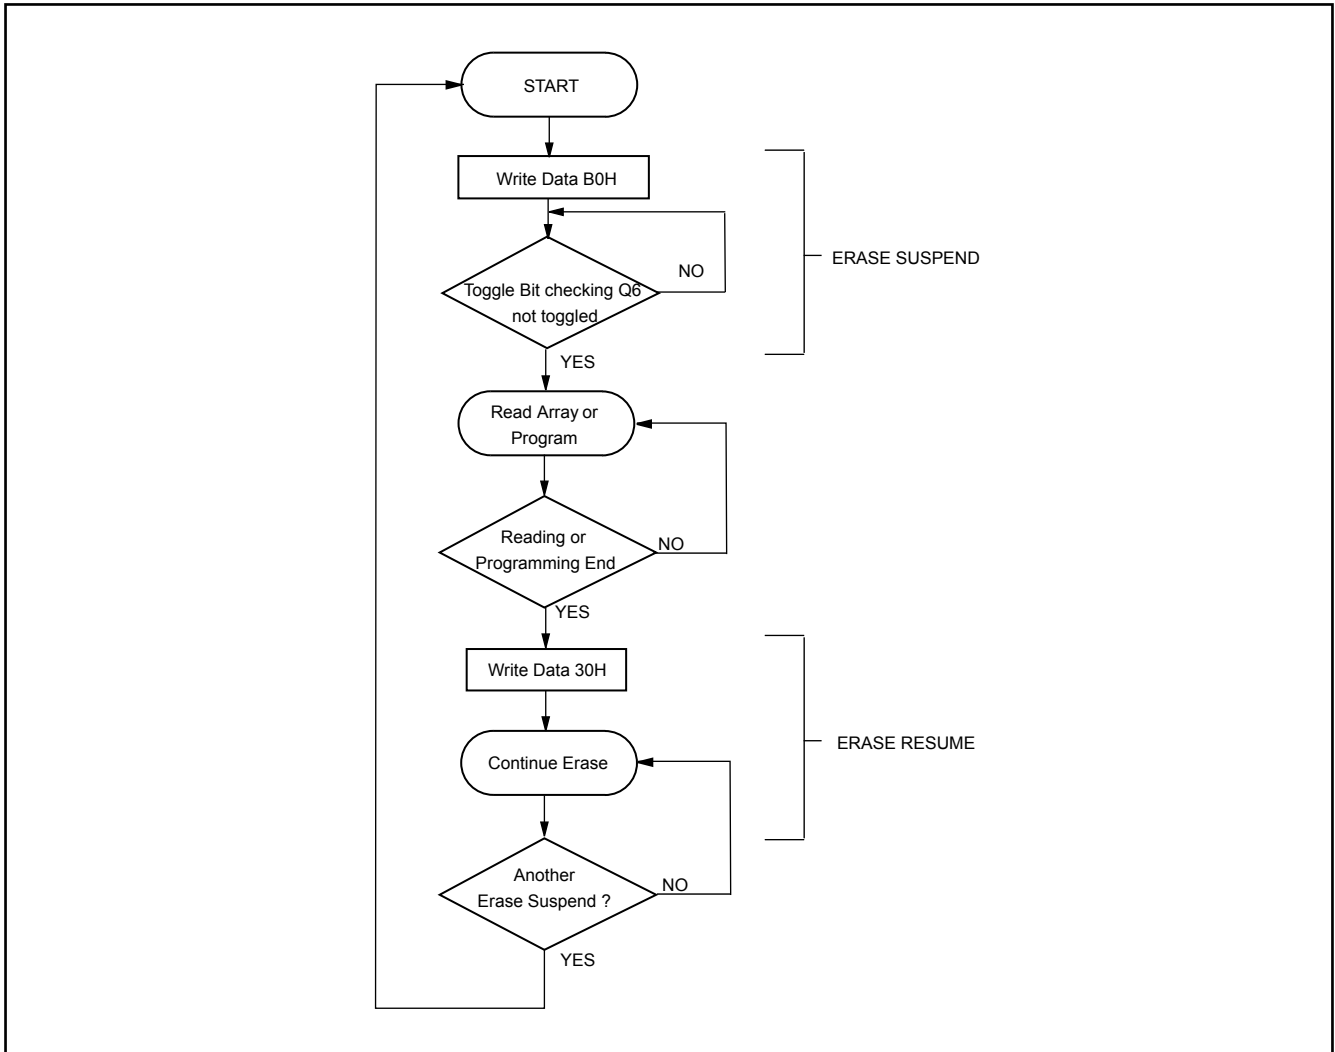 START
Write Data B0H
ERASE SUSPEND
NO
Toggle Bit checking Q6
not toggled
YES
Read Array or
Program
Reading or
Programming End
NO
YES
Write Data 30H
ERASE RESUME
Continue Erase
Another
Erase Suspend ?
NO
YES